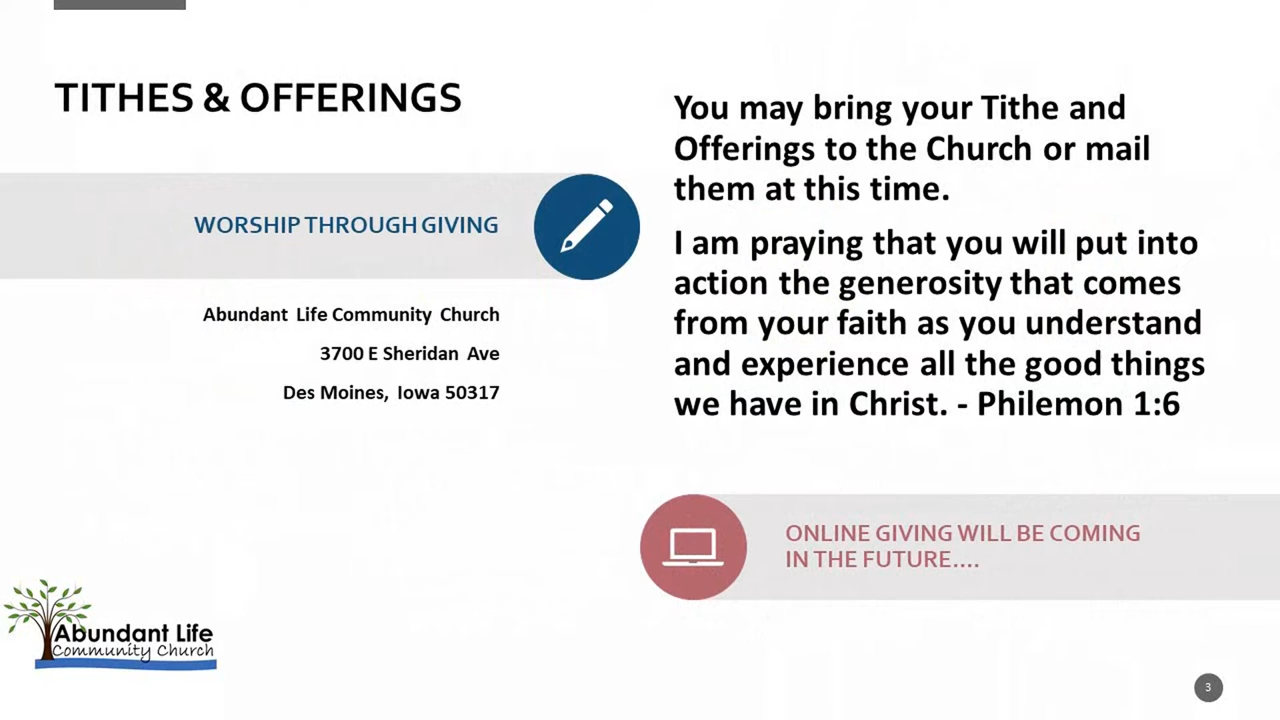 TITHES & OFFERINGS
WORSHIP THROUGH GIVING
Abundant Life Community Church
3700 E Sheridan Ave
Des Moines, Iowa 50317
You may bring your Tithe and
Offerings to the Church or mail
them at this time.
I am praying that you will put into
action the generosity that comes
from your faith as you understand
and experience all the good things
we have in Christ. - Philemon 1:6
ONLINE GIVING WILL BE COMING
IN THE FUTURE....
Abundant Life
Community Church
3